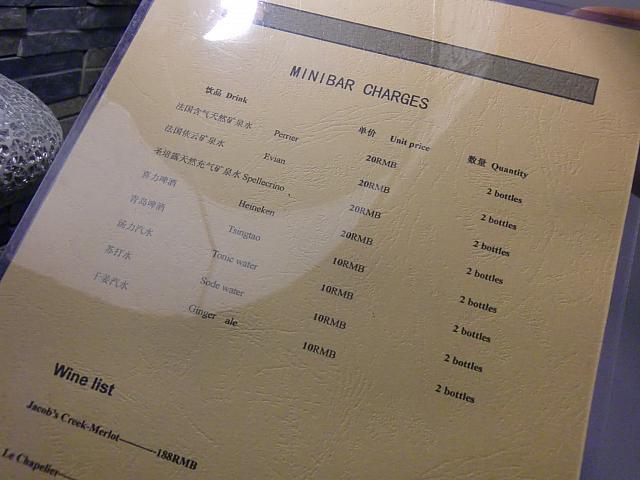 MINIBAR CHARGES
饮品 Drink 单价 Unit price 数量 Quantity
法国含气天然矿泉水 Perrier 20RMB 2 bottles
法国依云矿泉水 Evian 20RMB 2 bottles
圣培露天然充气矿泉水 Spellecrino 20RMB 2 bottles
喜力啤酒 Heineken 20RMB 2 bottles
青岛啤酒 Tsingtao 10RMB 2 bottles
汤力汽水 Tonic water 10RMB 2 bottles
苏打水 Sode water 10RMB 2 bottles
干姜汽水 Ginger ale 10RMB 2 bottles
Wine list
Jacob's Creek-Merlot———188RMB
Le Chapelier—